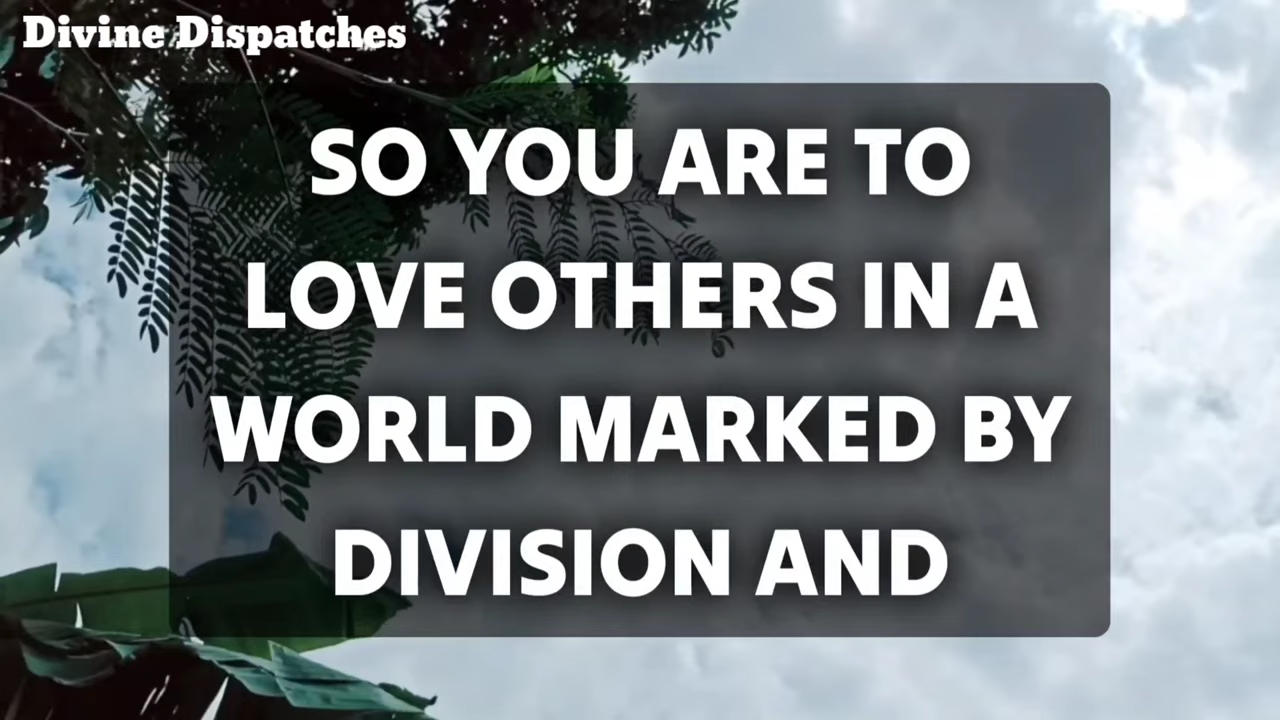 Divine Dispatches
SO YOU ARE TO
LOVE OTHERS IN A
WORLD MARKED BY
DIVISION AND